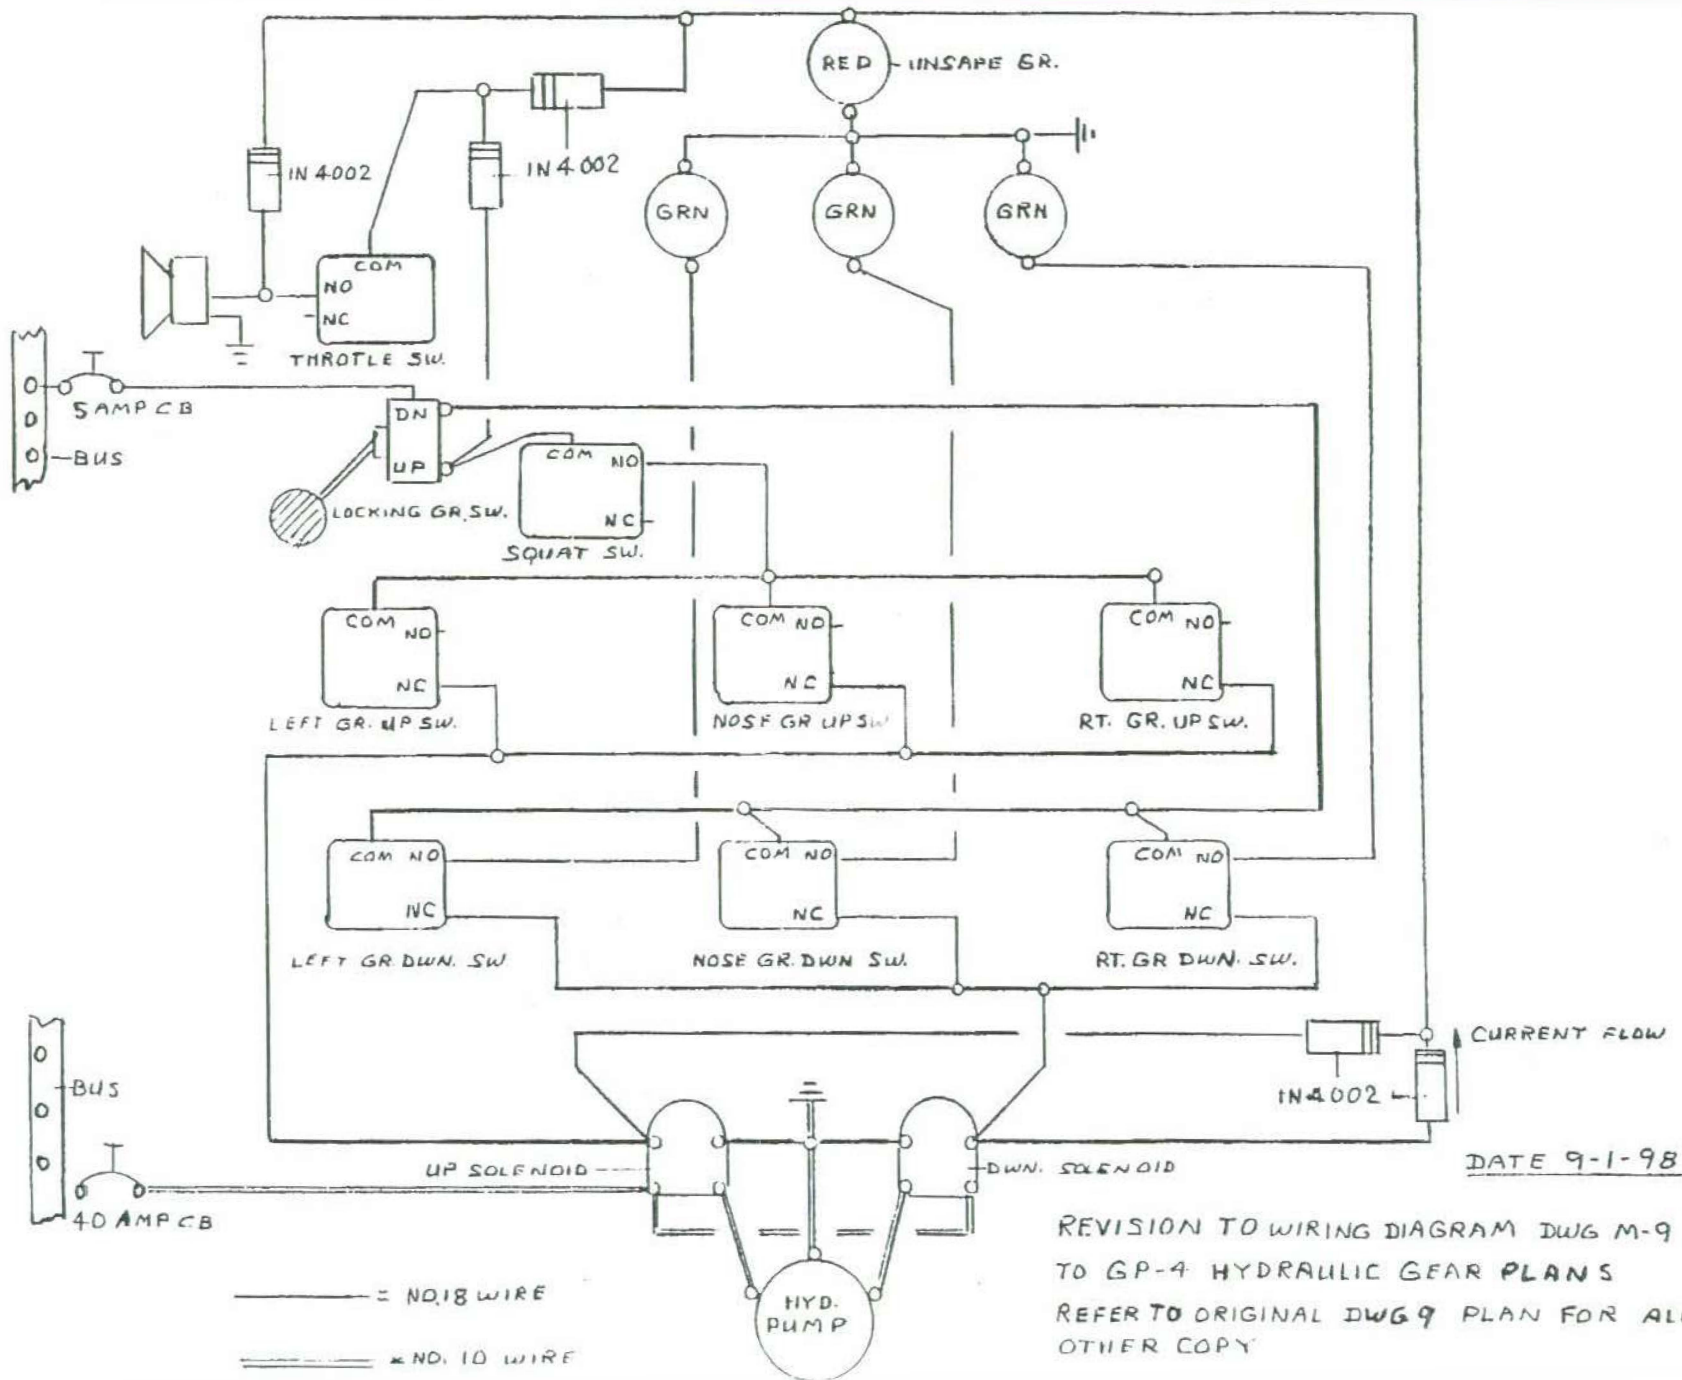 RED
UNSAFE GR.
IN 4002
IN 4002
GRN
GRN
GRN
COM
NO
NC
THROTLE SW.
5 AMP CB
BUS
DN
UP
LOCKING GR. SW.
COM
NO
NC
SQUAT SW.
COM
NO
NC
LEFT GR. UP SW.
COM
NO
NC
NOSE GR UP SW
COM
NO
NC
RT. GR. UP SW.
COM NO
NC
LEFT GR. DWN. SW
COM NO
NC
NOSE GR. DWN SW.
COM NO
NC
RT. GR DWN. SW.
CURRENT FLOW
IN 4002
BUS
40 AMP CB
UP SOLENOID
DWN. SOLENOID
DATE 9-1-98
HYD.
PUMP
= NO. 18 WIRE
= NO. 10 WIRE
REVISION TO WIRING DIAGRAM DWG M-9
TO GP-4 HYDRAULIC GEAR PLANS
REFER TO ORIGINAL DWG 9 PLAN FOR ALL
OTHER COPY